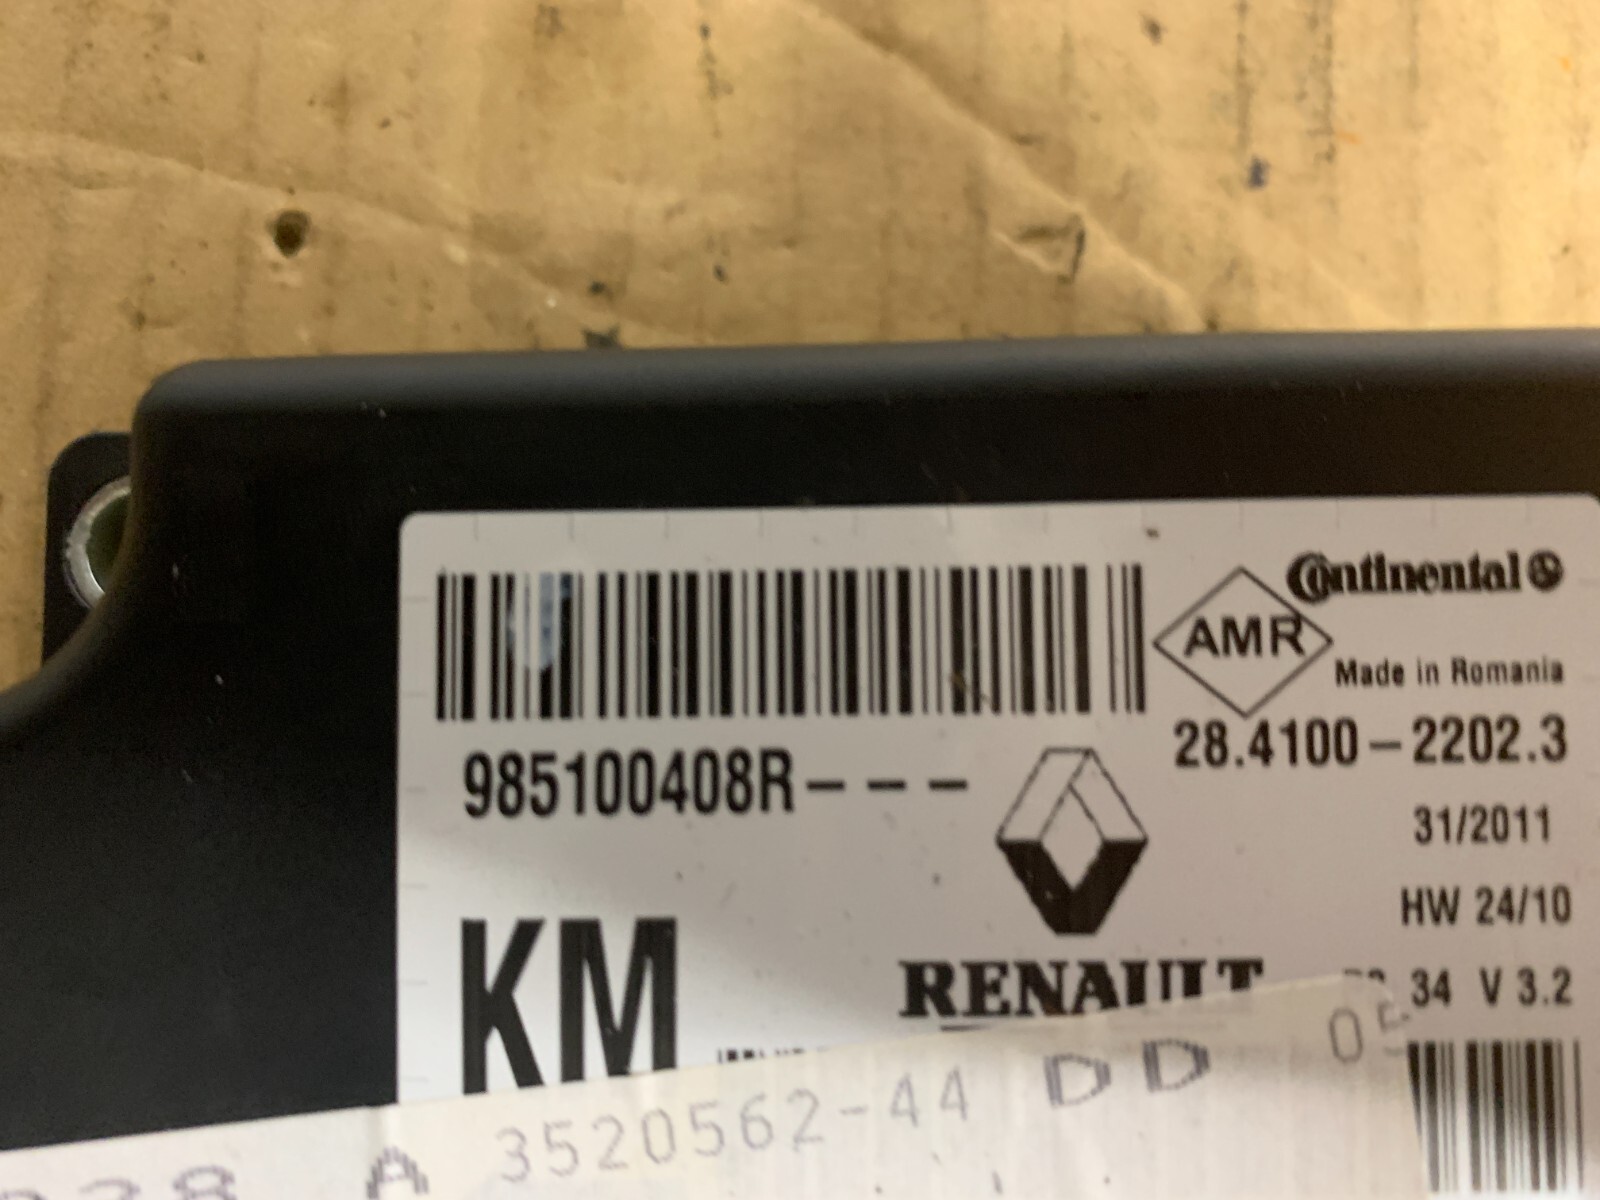 Continental
AMR
Made in Romania
28.4100-2202.3
985100408R---
31/2011
HW 24/10
KM
RENAULT
34 V 3.2
A 3520562-44 DD